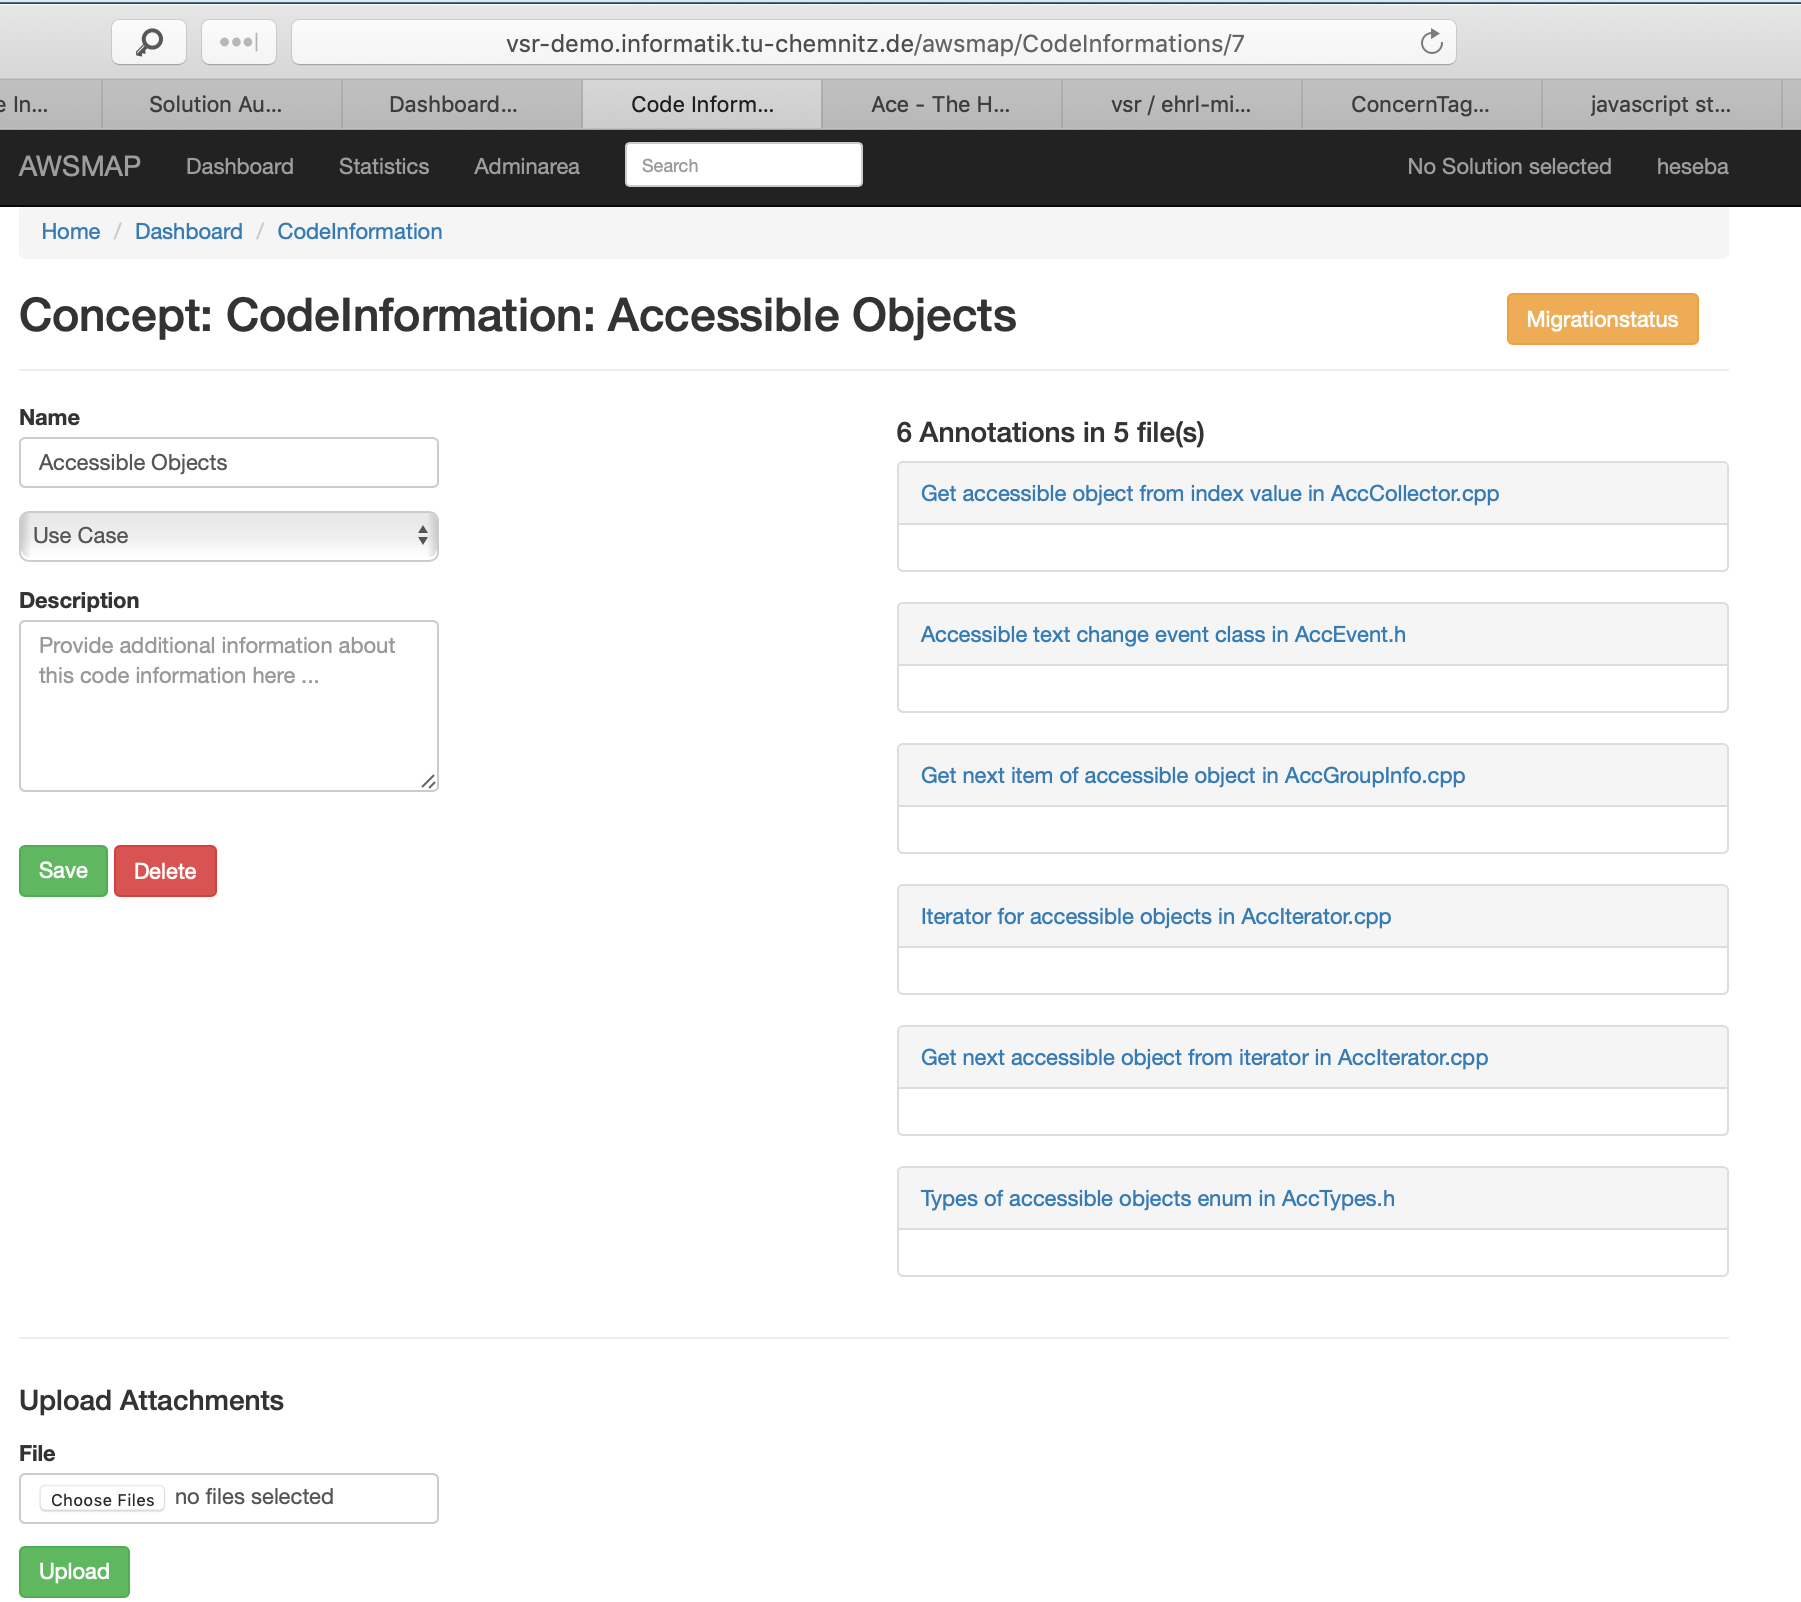 vsr-demo.informatik.tu-chemnitz.de/awsmap/CodeInformations/7
e In... Solution Au... Dashboard... Code Inform... Ace - The H... vsr / ehrl-mi... ConcernTag... javascript st...
AWSMAP Dashboard Statistics Adminarea Search No Solution selected heseba
Home / Dashboard / CodeInformation
Concept: CodeInformation: Accessible Objects
Migrationstatus
Name
Accessible Objects
Use Case
Description
Provide additional information about
this code information here ...
Save Delete
6 Annotations in 5 file(s)
Get accessible object from index value in AccCollector.cpp
Accessible text change event class in AccEvent.h
Get next item of accessible object in AccGroupInfo.cpp
Iterator for accessible objects in AccIterator.cpp
Get next accessible object from iterator in AccIterator.cpp
Types of accessible objects enum in AccTypes.h
Upload Attachments
File
Choose Files no files selected
Upload